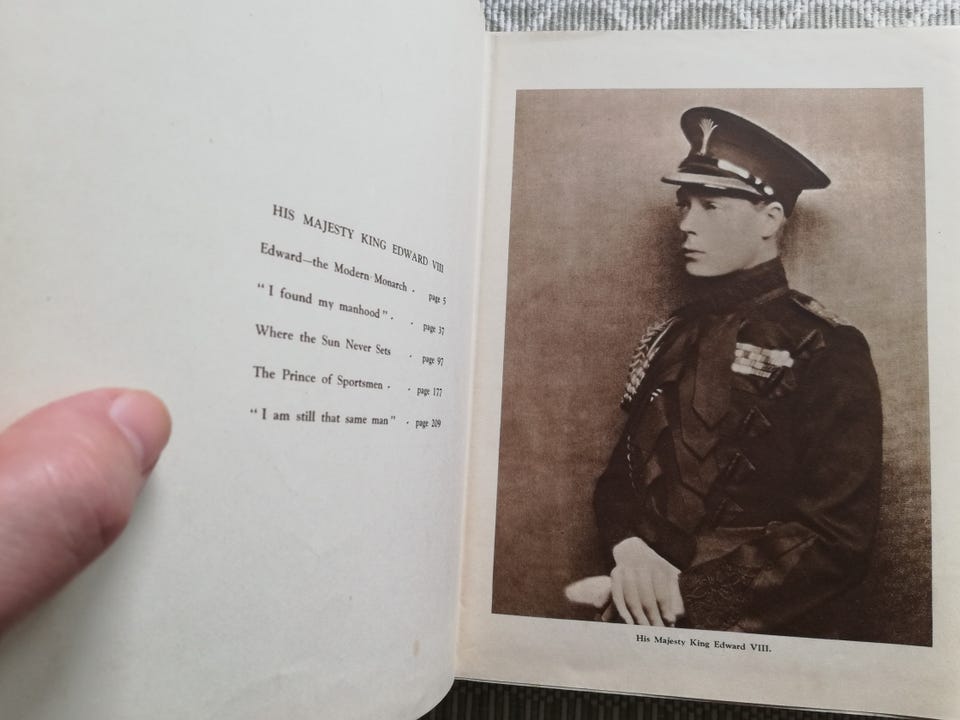 HIS MAJESTY KING EDWARD VIII
Edward—the Modern Monarch . page 5
“ I found my manhood ” . . page 37
Where the Sun Never Sets . page 97
The Prince of Sportsmen . . page 177
“ I am still that same man ” . page 209
His Majesty King Edward VIII.